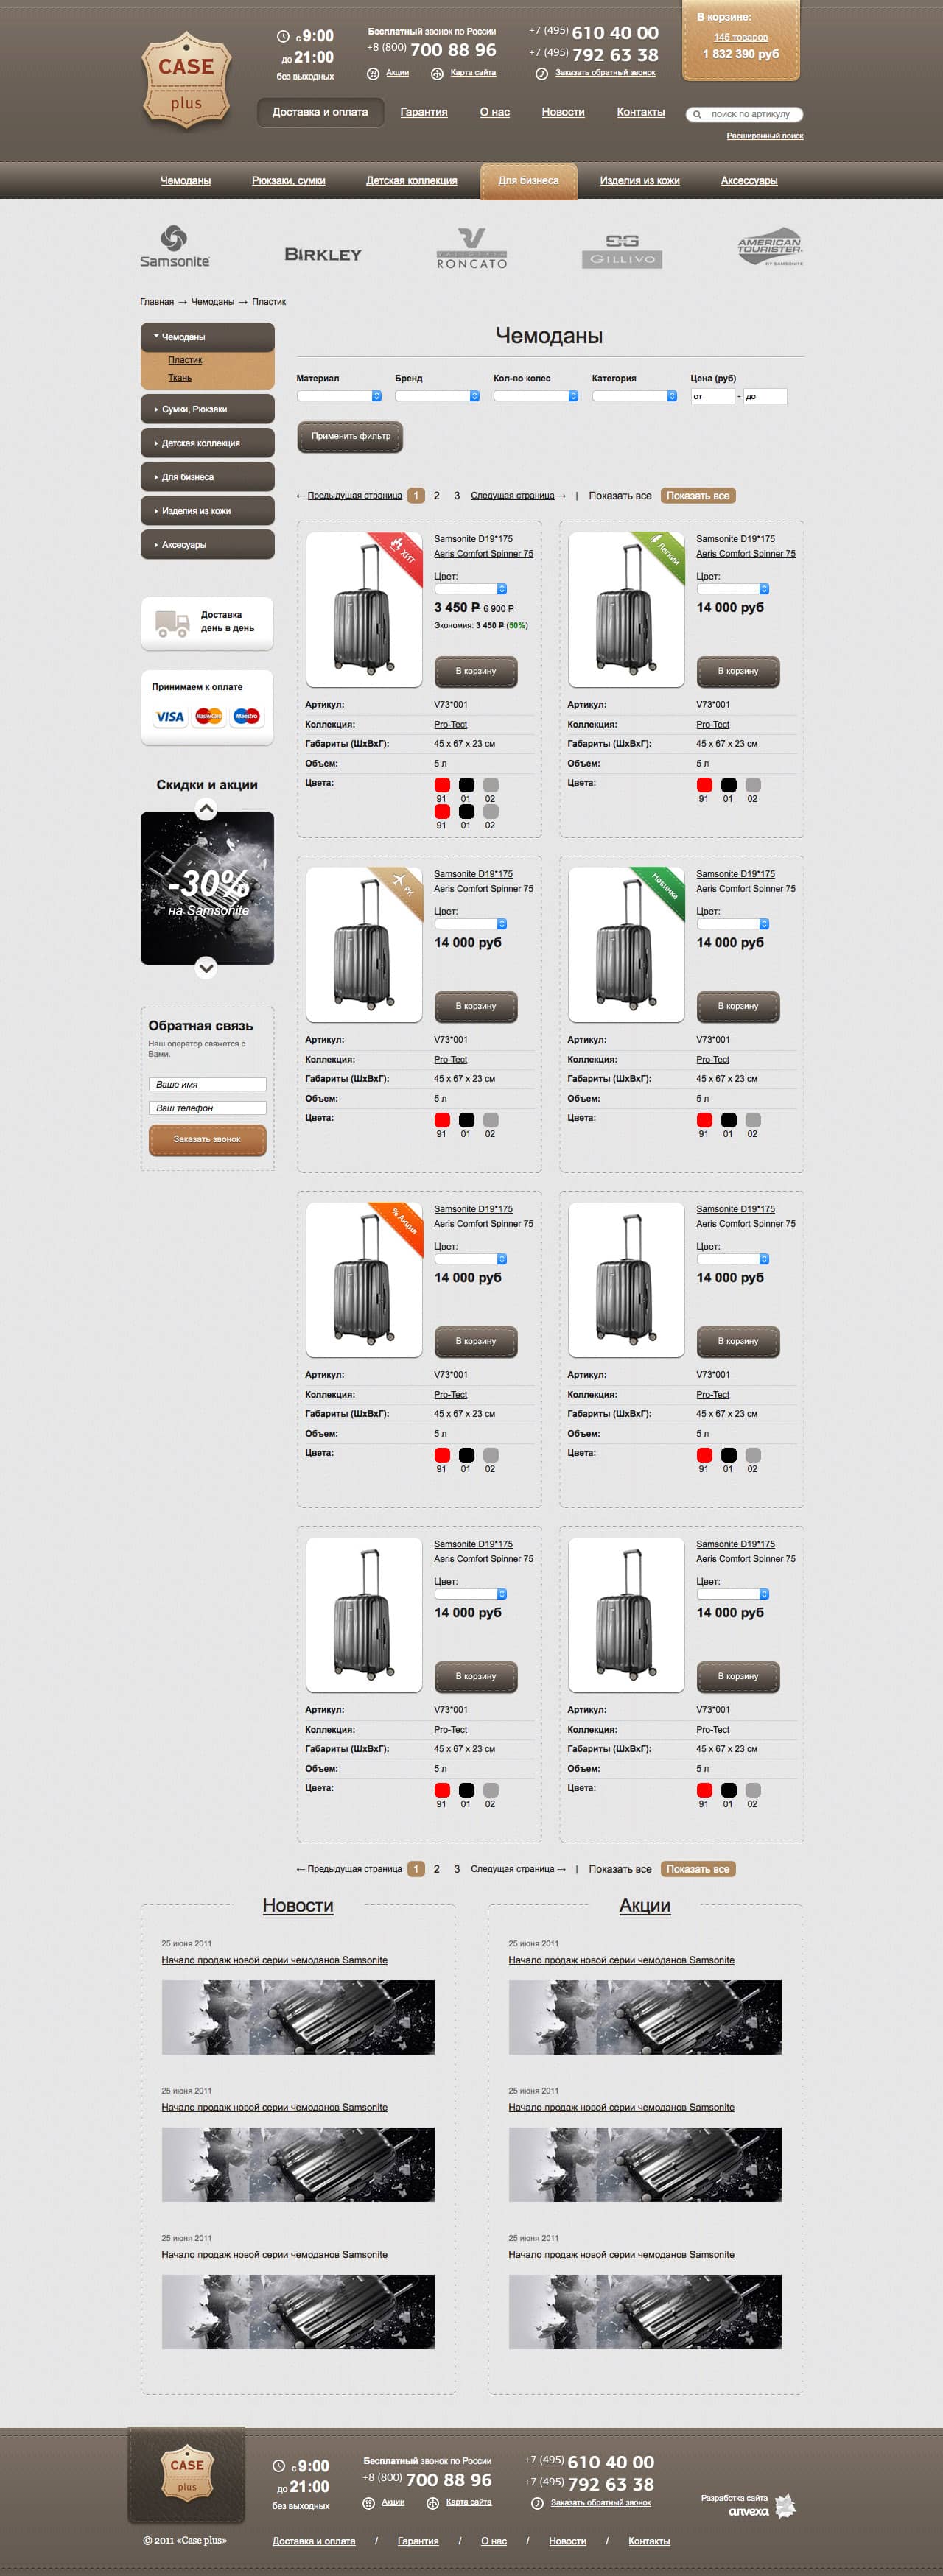 CASE
plus
с 9:00
до 21:00
без выходных
Бесплатный звонок по России
+8 (800) 700 88 96
Акции
Карта сайта
+7 (495) 610 40 00
+7 (495) 792 63 38
Заказать обратный звонок
В корзине:
145 товаров
1 832 390 руб
Доставка и оплата
Гарантия
О нас
Новости
Контакты
поиск по артикулу
Расширенный поиск
Чемоданы
Рюкзаки, сумки
Детская коллекция
Для бизнеса
Изделия из кожи
Аксессуары
Samsonite
BIRKLEY
RONCATO
GILLIVO
AMERICAN
TOURISTER
BY SAMSONITE
Главная → Чемоданы → Пластик
Чемоданы
Пластик
Ткань
Сумки, Рюкзаки
Детская коллекция
Для бизнеса
Изделия из кожи
Аксесуары
Доставка
день в день
Принимаем к оплате
VISA
MasterCard
Maestro
Скидки и акции
-30%
на Samsonite
Обратная связь
Наш оператор свяжется с
Вами.
Ваше имя
Ваш телефон
Заказать звонок
Чемоданы
Материал
Бренд
Кол-во колес
Категория
Цена (руб)
от - до
Применить фильтр
← Предыдущая страница 1 2 3 Следущая страница → | Показать все Показать все
ХИТ
Samsonite D19*175
Aeris Comfort Spinner 75
Цвет:
3 450 Р 6 900 Р
Экономия: 3 450 Р (50%)
В корзину
Артикул: V73*001
Коллекция: Pro-Tect
Габариты (ШхВхГ): 45 x 67 x 23 см
Объем: 5 л
Цвета:
91 01 02
91 01 02
Легкий
Samsonite D19*175
Aeris Comfort Spinner 75
Цвет:
14 000 руб
В корзину
Артикул: V73*001
Коллекция: Pro-Tect
Габариты (ШхВхГ): 45 x 67 x 23 см
Объем: 5 л
Цвета:
91 01 02
РК
Samsonite D19*175
Aeris Comfort Spinner 75
Цвет:
14 000 руб
В корзину
Артикул: V73*001
Коллекция: Pro-Tect
Габариты (ШхВхГ): 45 x 67 x 23 см
Объем: 5 л
Цвета:
91 01 02
Новинка
Samsonite D19*175
Aeris Comfort Spinner 75
Цвет:
14 000 руб
В корзину
Артикул: V73*001
Коллекция: Pro-Tect
Габариты (ШхВхГ): 45 x 67 x 23 см
Объем: 5 л
Цвета:
91 01 02
% Акция
Samsonite D19*175
Aeris Comfort Spinner 75
Цвет:
14 000 руб
В корзину
Артикул: V73*001
Коллекция: Pro-Tect
Габариты (ШхВхГ): 45 x 67 x 23 см
Объем: 5 л
Цвета:
91 01 02
Samsonite D19*175
Aeris Comfort Spinner 75
Цвет:
14 000 руб
В корзину
Артикул: V73*001
Коллекция: Pro-Tect
Габариты (ШхВхГ): 45 x 67 x 23 см
Объем: 5 л
Цвета:
91 01 02
Samsonite D19*175
Aeris Comfort Spinner 75
Цвет:
14 000 руб
В корзину
Артикул: V73*001
Коллекция: Pro-Tect
Габариты (ШхВхГ): 45 x 67 x 23 см
Объем: 5 л
Цвета:
91 01 02
Samsonite D19*175
Aeris Comfort Spinner 75
Цвет:
14 000 руб
В корзину
Артикул: V73*001
Коллекция: Pro-Tect
Габариты (ШхВхГ): 45 x 67 x 23 см
Объем: 5 л
Цвета:
91 01 02
← Предыдущая страница 1 2 3 Следущая страница → | Показать все Показать все
Новости
25 июня 2011
Начало продаж новой серии чемоданов Samsonite
25 июня 2011
Начало продаж новой серии чемоданов Samsonite
25 июня 2011
Начало продаж новой серии чемоданов Samsonite
Акции
25 июня 2011
Начало продаж новой серии чемоданов Samsonite
25 июня 2011
Начало продаж новой серии чемоданов Samsonite
25 июня 2011
Начало продаж новой серии чемоданов Samsonite
CASE
plus
© 2011 «Case plus»
с 9:00
до 21:00
без выходных
Бесплатный звонок по России
+8 (800) 700 88 96
Акции
Карта сайта
+7 (495) 610 40 00
+7 (495) 792 63 38
Заказать обратный звонок
Разработка сайта
anvexa
Доставка и оплата / Гарантия / О нас / Новости / Контакты